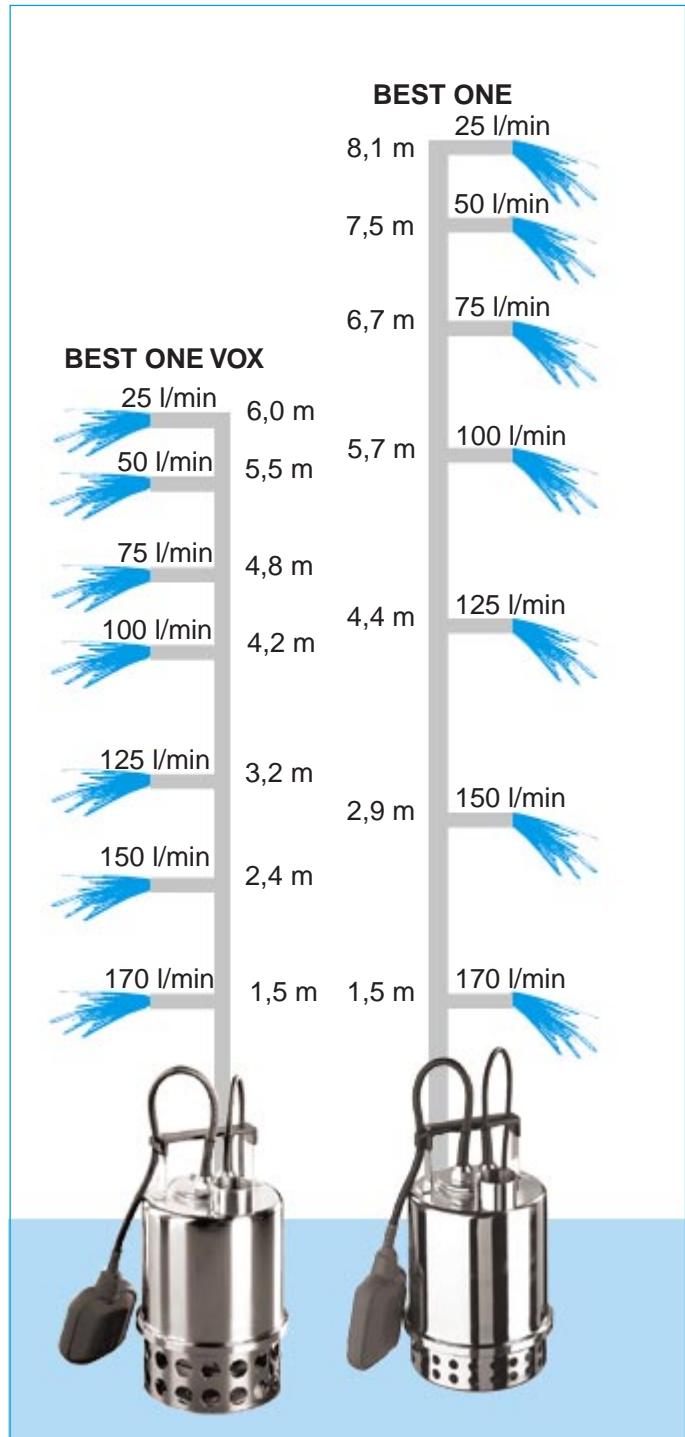 BEST ONE
25 l/min
8,1 m
50 l/min
7,5 m
75 l/min
6,7 m
100 l/min
5,7 m
125 l/min
4,4 m
150 l/min
2,9 m
170 l/min
1,5 m
BEST ONE VOX
25 l/min
6,0 m
50 l/min
5,5 m
75 l/min
4,8 m
100 l/min
4,2 m
125 l/min
3,2 m
150 l/min
2,4 m
170 l/min
1,5 m